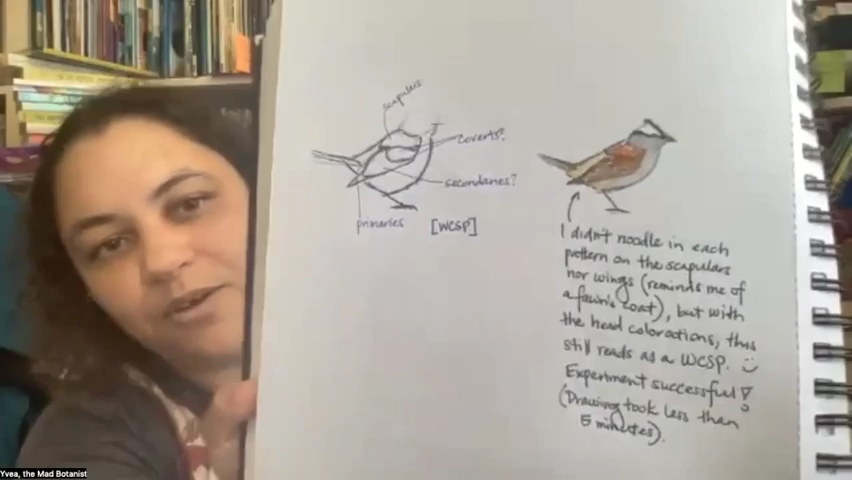 scapulars
coverts?
secondaries?
primaries
[WCSP]
I didn't noodle in each
pattern on the scapulars
nor wings (reminds me of
a fawn's coat), but with
the head colorations, this
still reads as a WCSP.
Experiment successful!
(Drawing took less than
5 minutes).
Yvea, the Mad Botanist